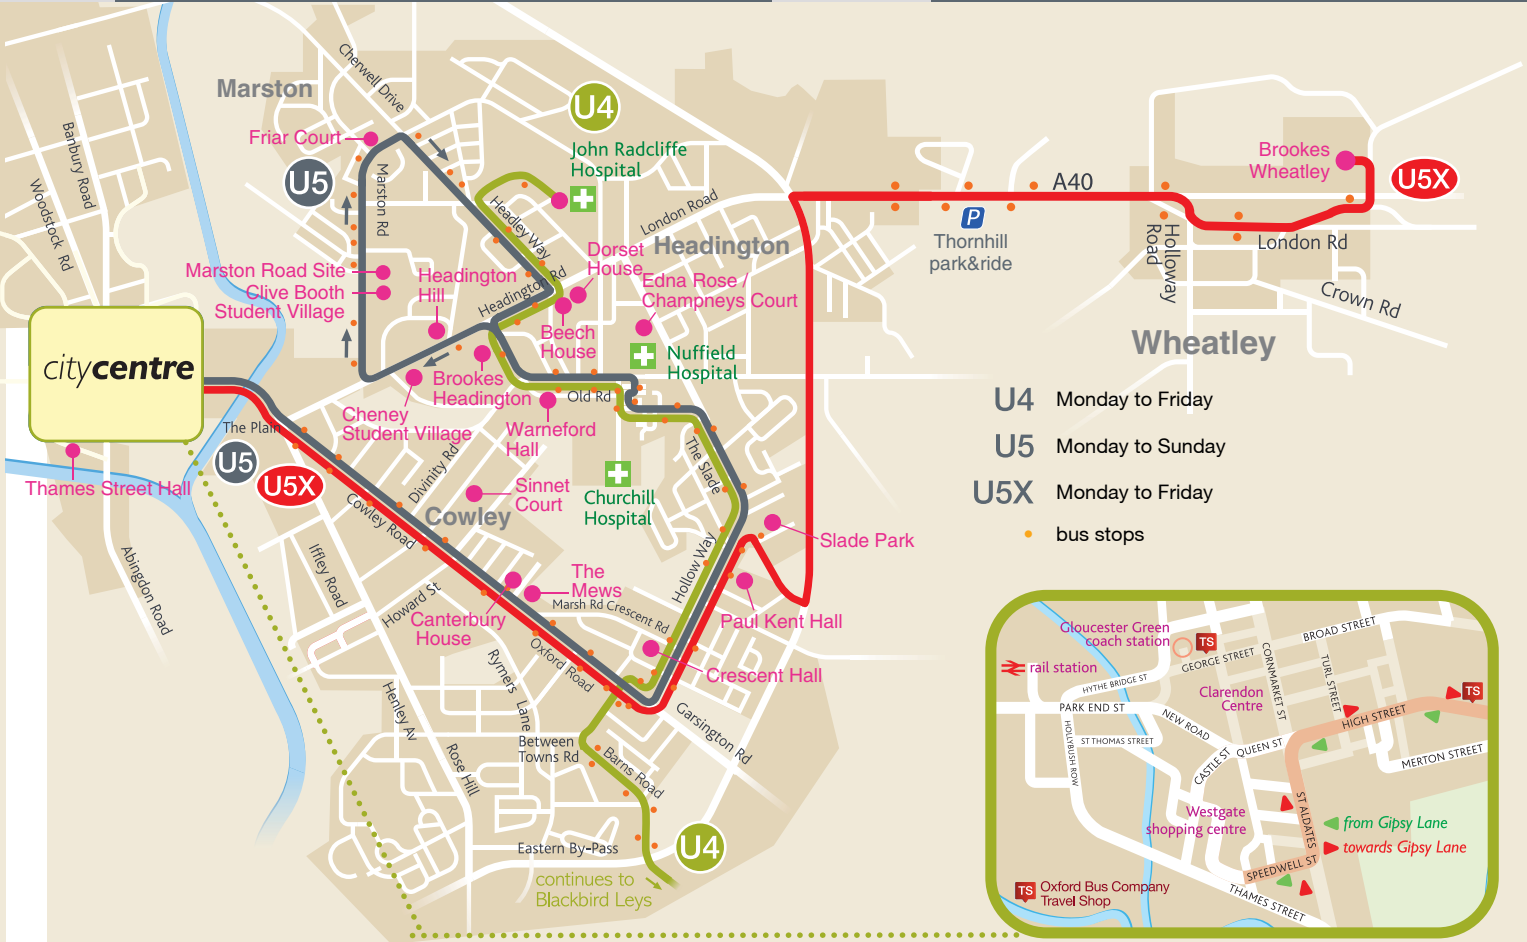 Marston
Cherwell Drive
U4
Friar Court
U5
Marston Rd
John Radcliffe
Hospital
Banbury Road
Woodstock Rd
Headley Way
London Road
Headington
Dorset
House
Marston Road Site
Clive Booth
Student Village
Headington
Hill
Headington Rd
Edna Rose /
Champneys Court
Beech
House
Nuffield
Hospital
citycentre
Brookes
Headington
Old Rd
Cheney
Student Village
Warneford
Hall
The Plain
U5
U5X
Thames Street Hall
Divinity Rd
The Slade
Sinnet
Court
Churchill
Hospital
Cowley Road
Cowley
Slade Park
Abingdon Road
Iffley Road
Howard St
The
Mews
Hollow Way
Marsh Rd
Crescent Rd
Canterbury
House
Paul Kent Hall
Oxford Road
Crescent Hall
Rymers Lane
Henley Av
Garsington Rd
Between
Towns Rd
Barns Road
Rose Hill
Eastern By-Pass
U4
continues to
Blackbird Leys
Brookes
Wheatley
U5X
A40
P
Thornhill
park&ride
Holloway
Road
London Rd
Crown Rd
Wheatley
U4 Monday to Friday
U5 Monday to Sunday
U5X Monday to Friday
bus stops
Gloucester Green
coach station
TS
BROAD STREET
rail station
GEORGE STREET
CORNMARKET ST
TURL STREET
HYTHE BRIDGE ST
Clarendon
Centre
TS
PARK END ST
NEW ROAD
HIGH STREET
HOLLYBUSH ROW
ST THOMAS STREET
CASTLE ST
QUEEN ST
MERTON STREET
Westgate
shopping centre
ST ALDATES
from Gipsy Lane
towards Gipsy Lane
SPEEDWELL ST
TS
Oxford Bus Company
Travel Shop
THAMES STREET